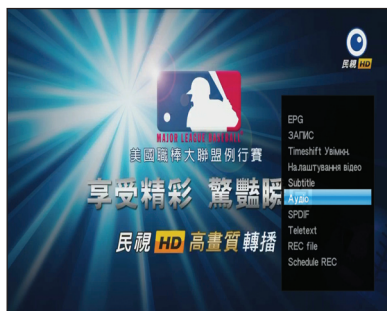 民視 HD
MAJOR LEAGUE BASEBALL
美國職棒大聯盟例行賽
享受精彩 驚豔瞬
民視 HD 高畫質轉播
EPG
ЗАПИС
Timeshift Увімкн.
Налаштування відео
Subtitle
Аудіо
SPDIF
Teletext
REC file
Schedule REC